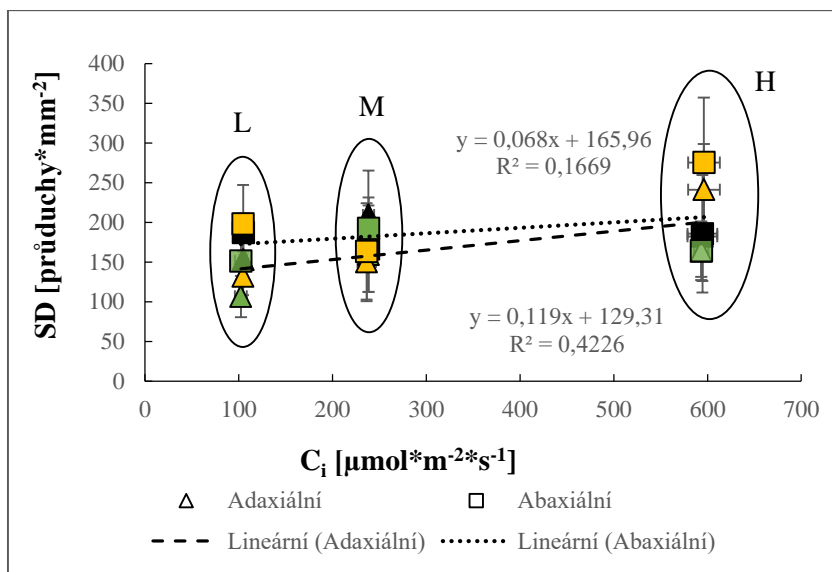 L
M
H
y = 0,068x + 165,96
R² = 0,1669
y = 0,119x + 129,31
R² = 0,4226
SD [průduchy*mm⁻²]
400
350
300
250
200
150
100
50
0
0 100 200 300 400 500 600 700
Cᵢ [µmol*m⁻²*s⁻¹]
Adaxiální Abaxiální
Lineární (Adaxiální) Lineární (Abaxiální)